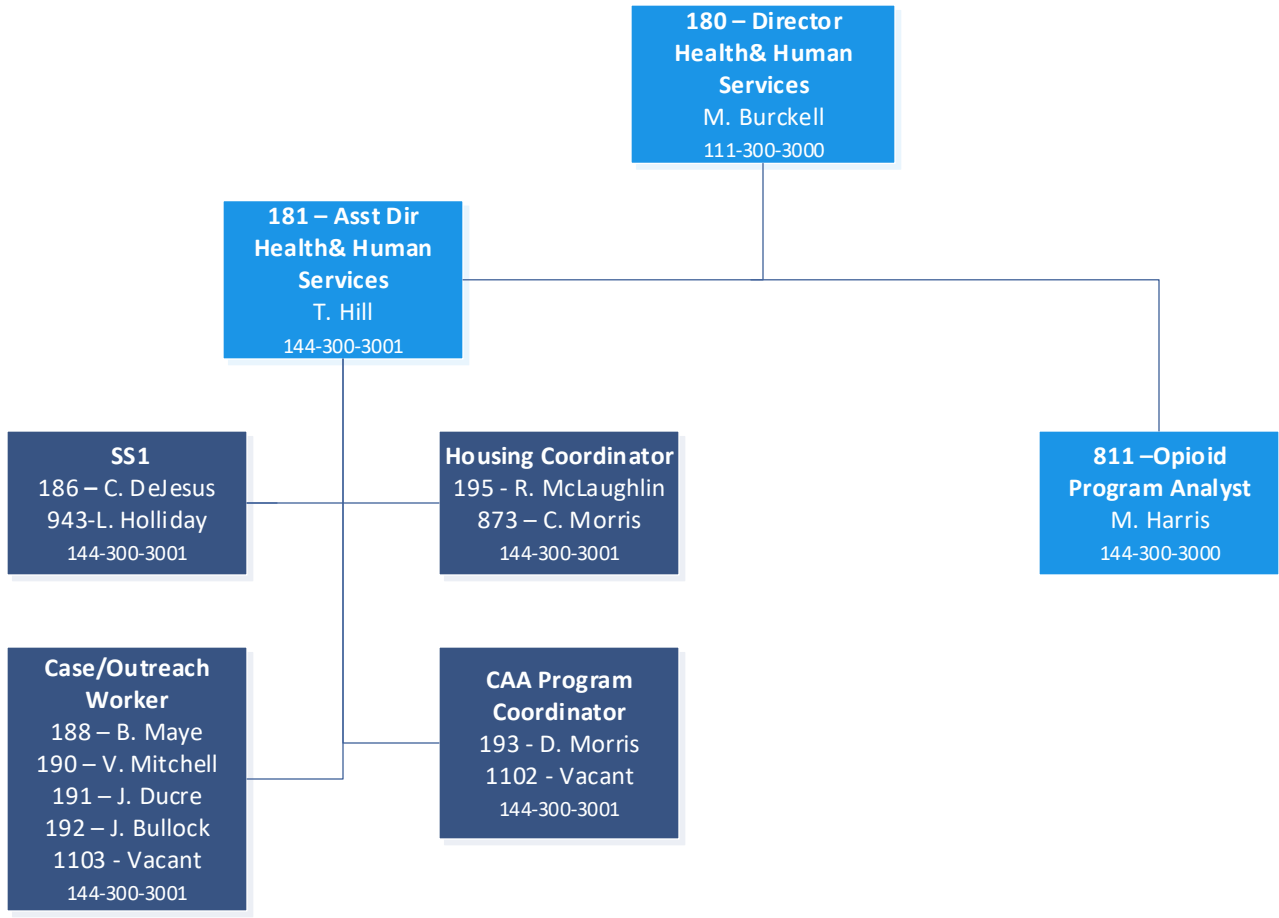 180 – Director
Health& Human
Services
M. Burckell
111-300-3000
181 – Asst Dir
Health& Human
Services
T. Hill
144-300-3001
SS1
186 – C. DeJesus
943-L. Holliday
144-300-3001
Housing Coordinator
195 - R. McLaughlin
873 – C. Morris
144-300-3001
811 –Opioid
Program Analyst
M. Harris
144-300-3000
Case/Outreach
Worker
188 – B. Maye
190 – V. Mitchell
191 – J. Ducre
192 – J. Bullock
1103 - Vacant
144-300-3001
CAA Program
Coordinator
193 - D. Morris
1102 - Vacant
144-300-3001